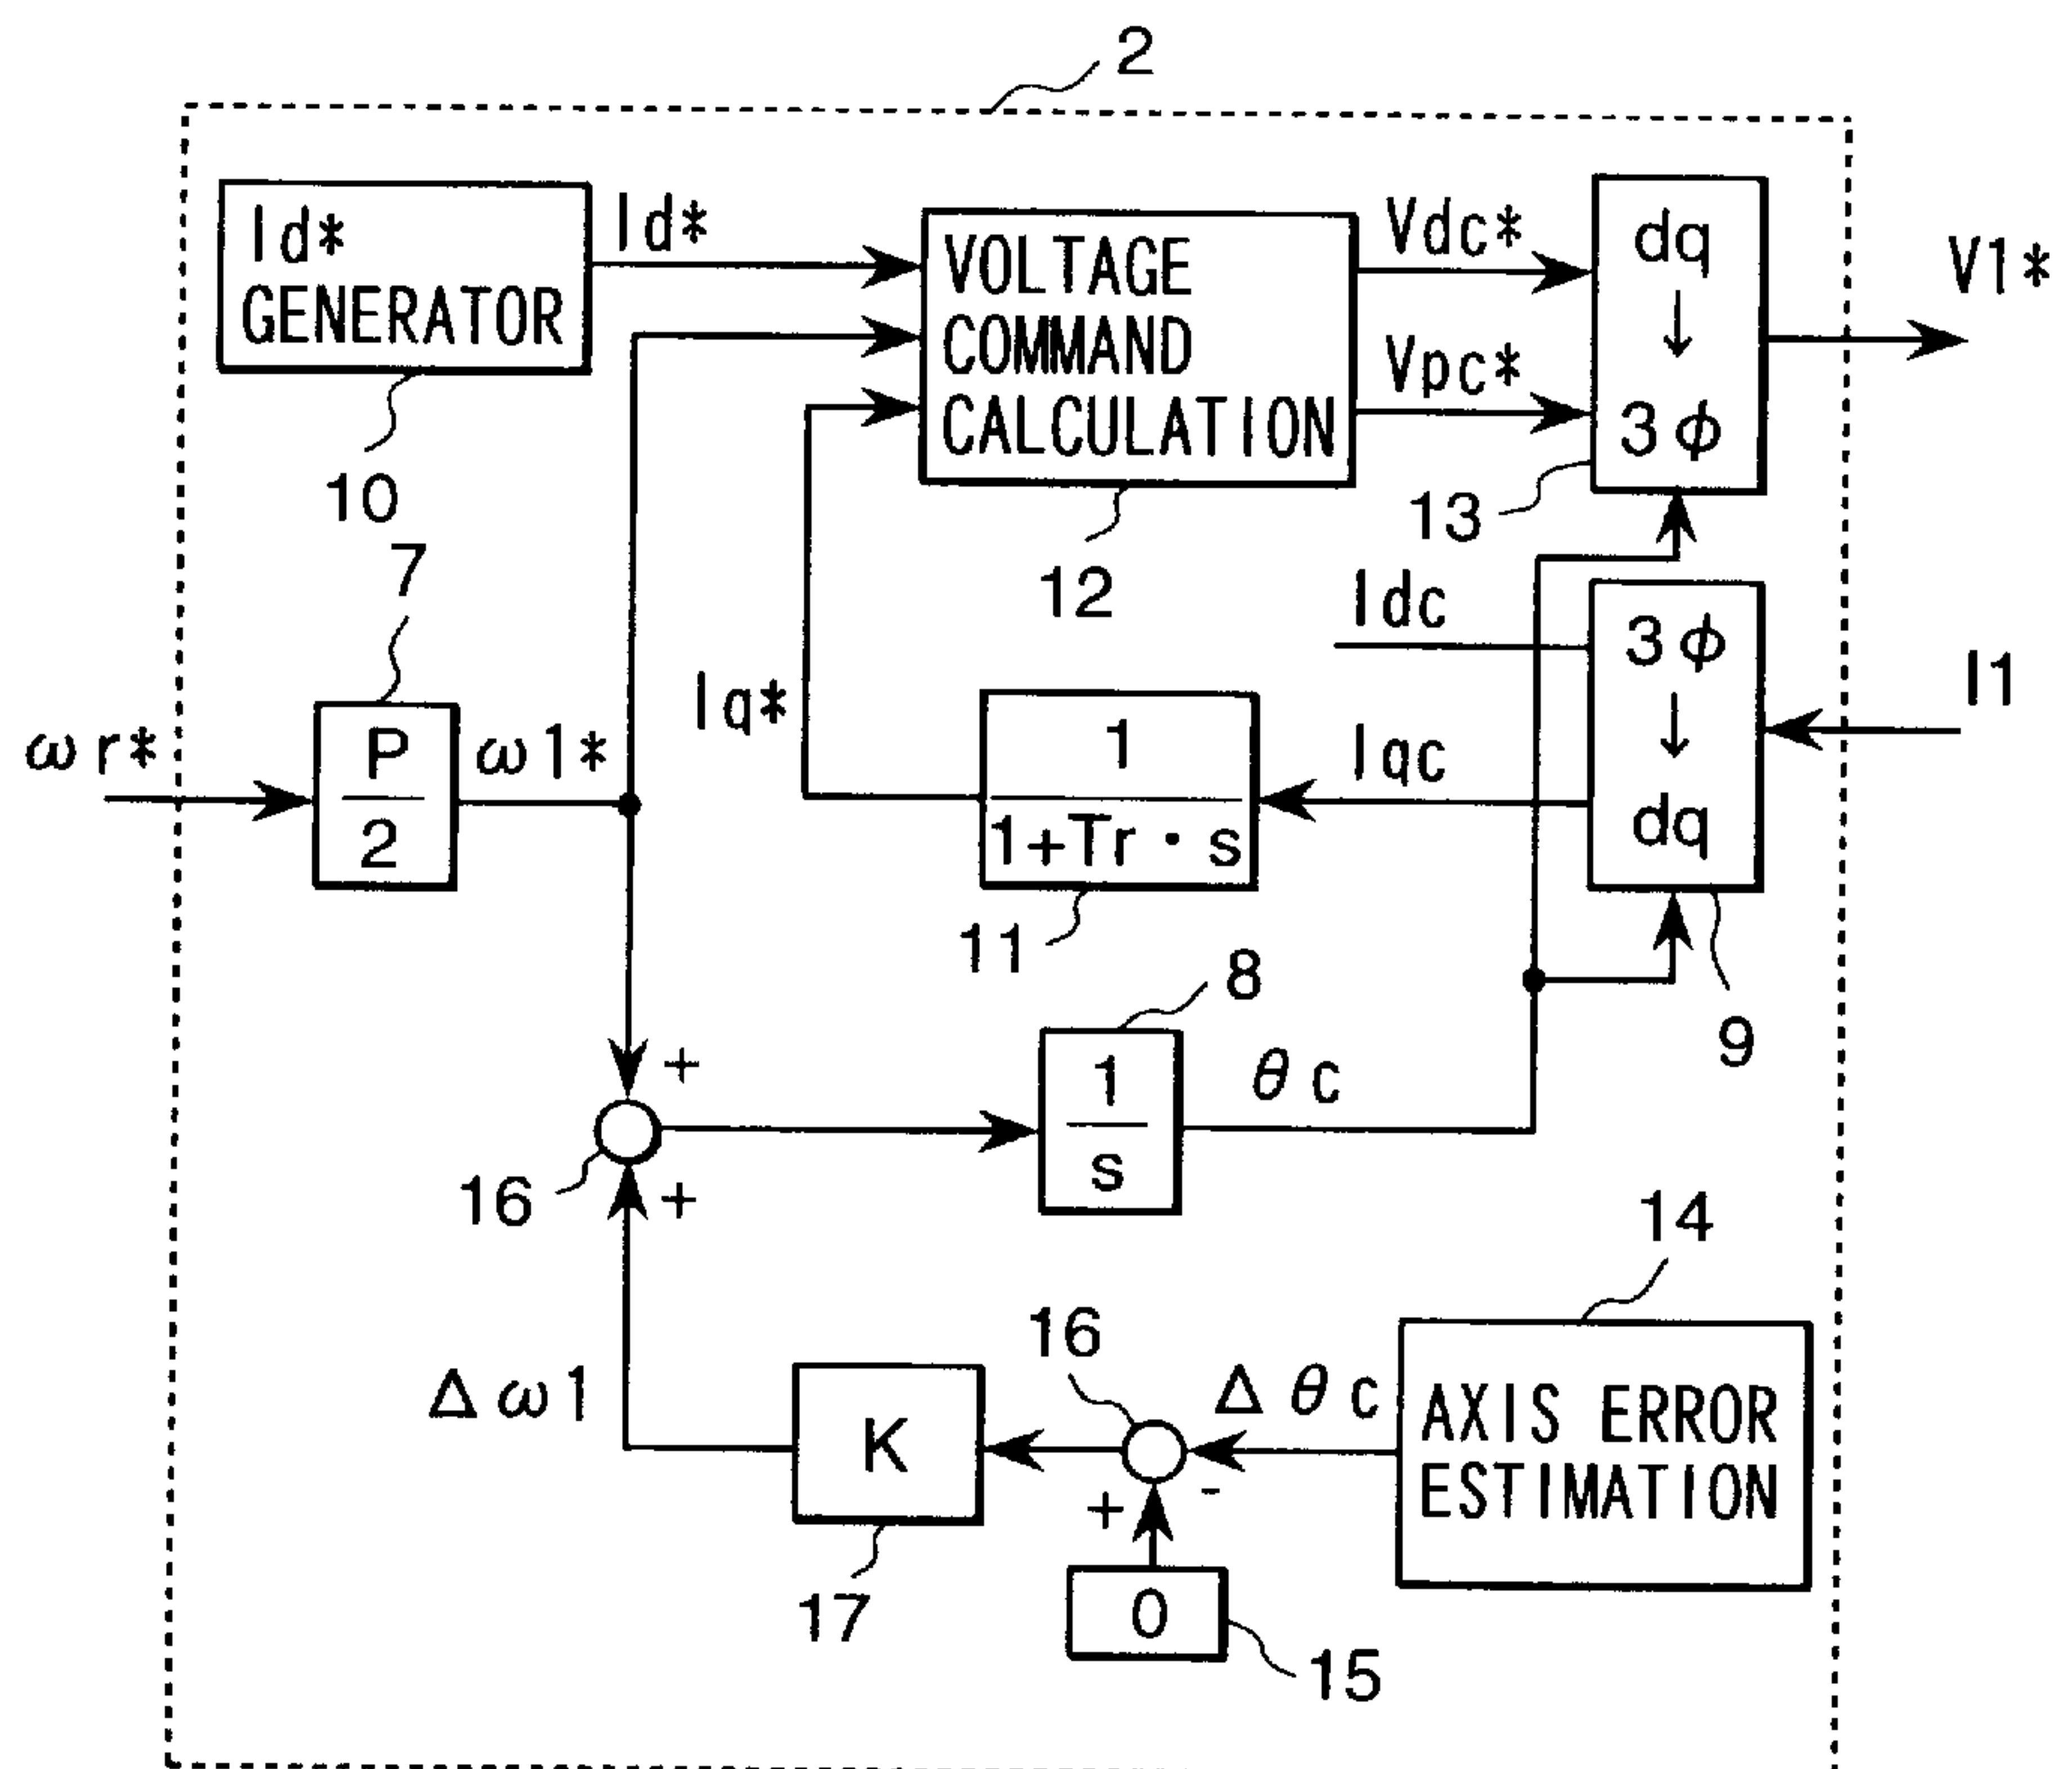 2
Id*
GENERATOR
Id*
VOLTAGE
COMMAND
CALCULATION
Vdc*
Vpc*
dq
↓
3φ
V1*
10
12
13
7
ωr*
P
2
ω1*
Iq*
1
1+Tr・s
11
Idc
Iqc
3φ
↓
dq
I1
9
8
1
s
θc
+
+
16
14
AXIS ERROR
ESTIMATION
Δθc
16
-
+
0
15
K
17
Δω1